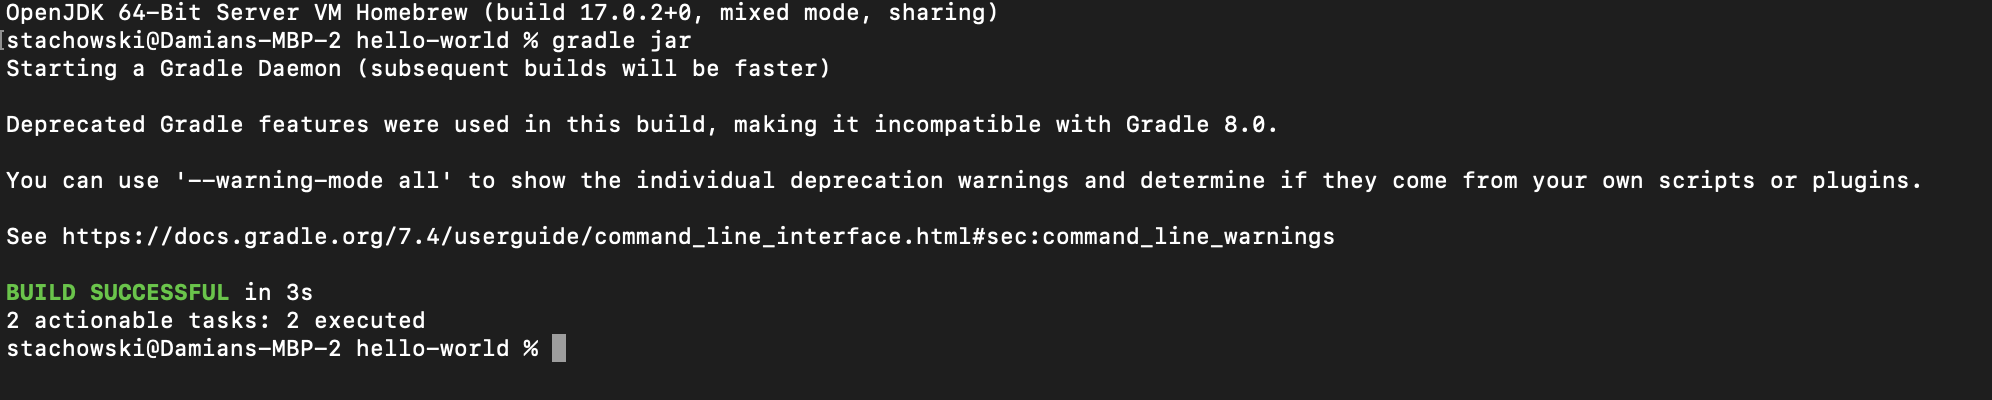 OpenJDK 64-Bit Server VM Homebrew (build 17.0.2+0, mixed mode, sharing)
stachowski@Damians-MBP-2 hello-world % gradle jar
Starting a Gradle Daemon (subsequent builds will be faster)
Deprecated Gradle features were used in this build, making it incompatible with Gradle 8.0.
You can use '--warning-mode all' to show the individual deprecation warnings and determine if they come from your own scripts or plugins.
See https://docs.gradle.org/7.4/userguide/command_line_interface.html#sec:command_line_warnings
BUILD SUCCESSFUL in 3s
2 actionable tasks: 2 executed
stachowski@Damians-MBP-2 hello-world %